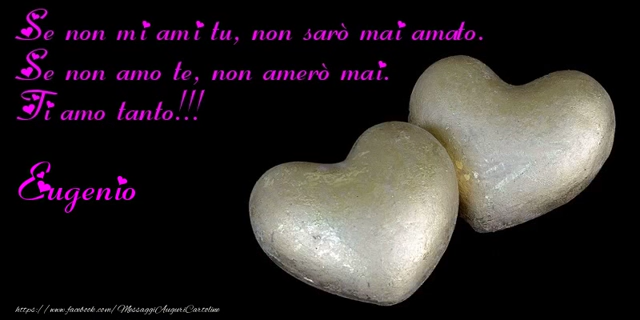 Se non mi ami tu, non sarò mai amato.
Se non amo te, non amerò mai.
Ti amo tanto!!!
Eugenio
https://www.facebook.com/MessaggiAuguriCartoline